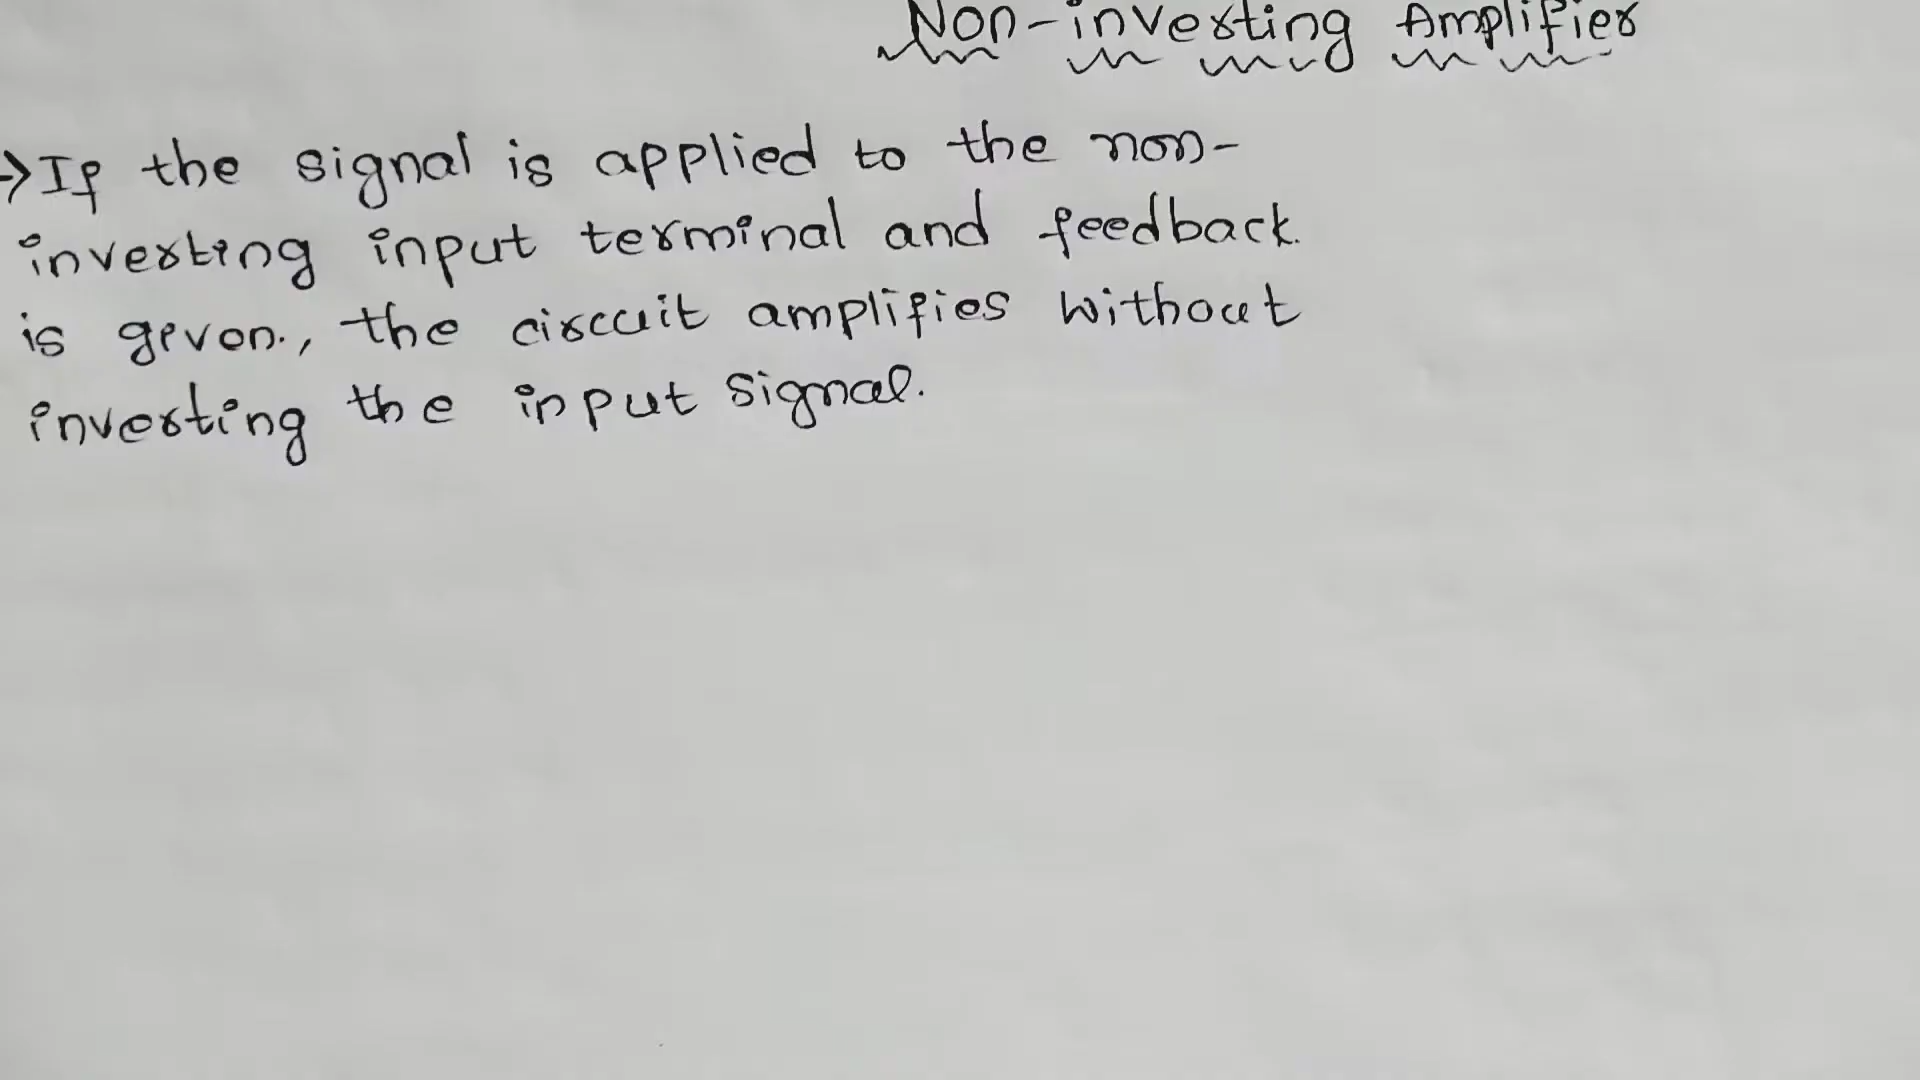 Non-inverting Amplifier
→If the signal is applied to the non-
inverting input terminal and feedback
is given., the circuit amplifies without
inverting the input signal.